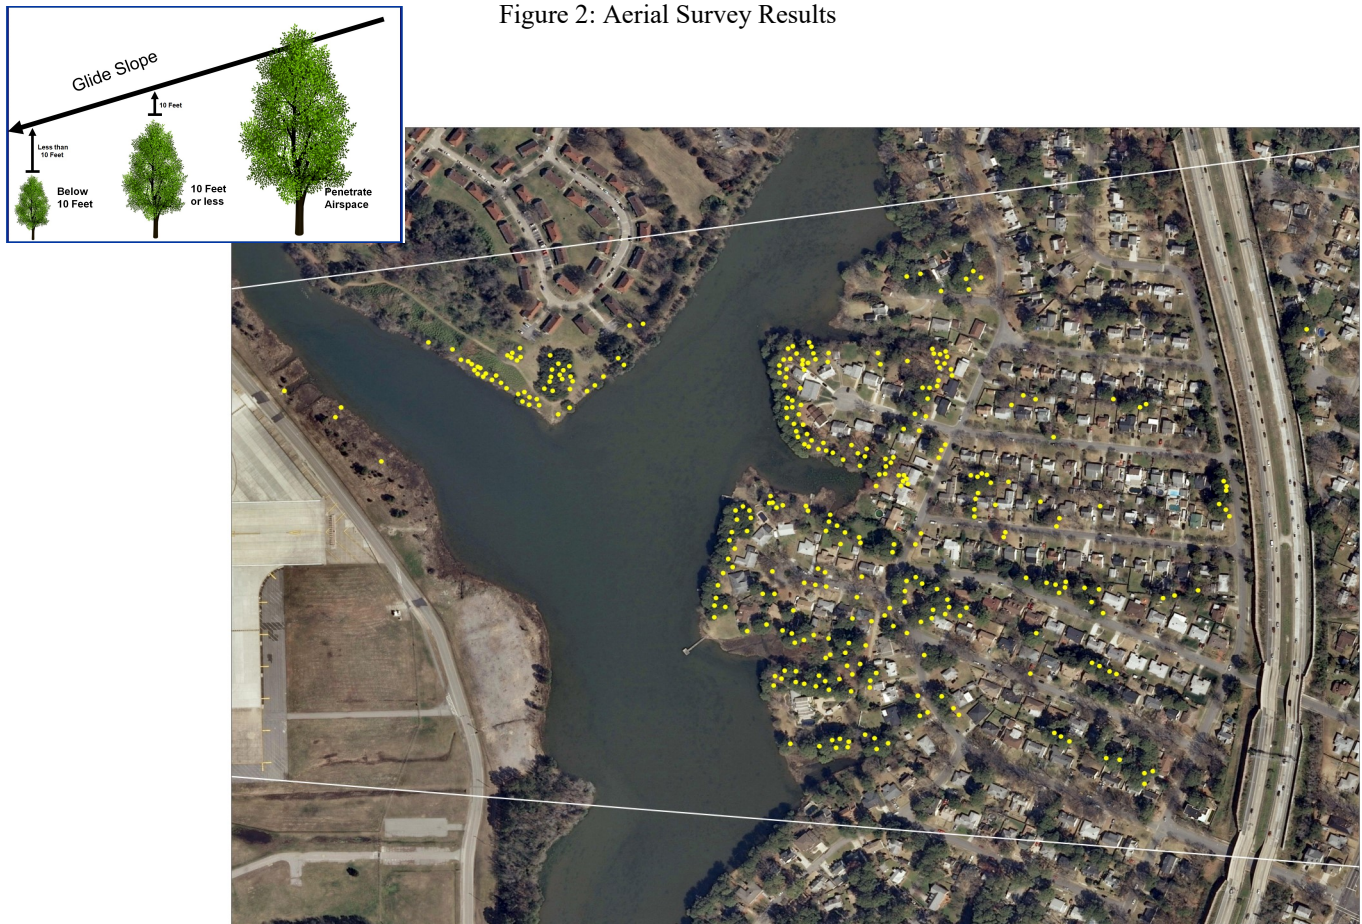 Figure 2: Aerial Survey Results
Glide Slope
10 Feet
Less than
10 Feet
Below
10 Feet
10 Feet
or less
Penetrate
Airspace